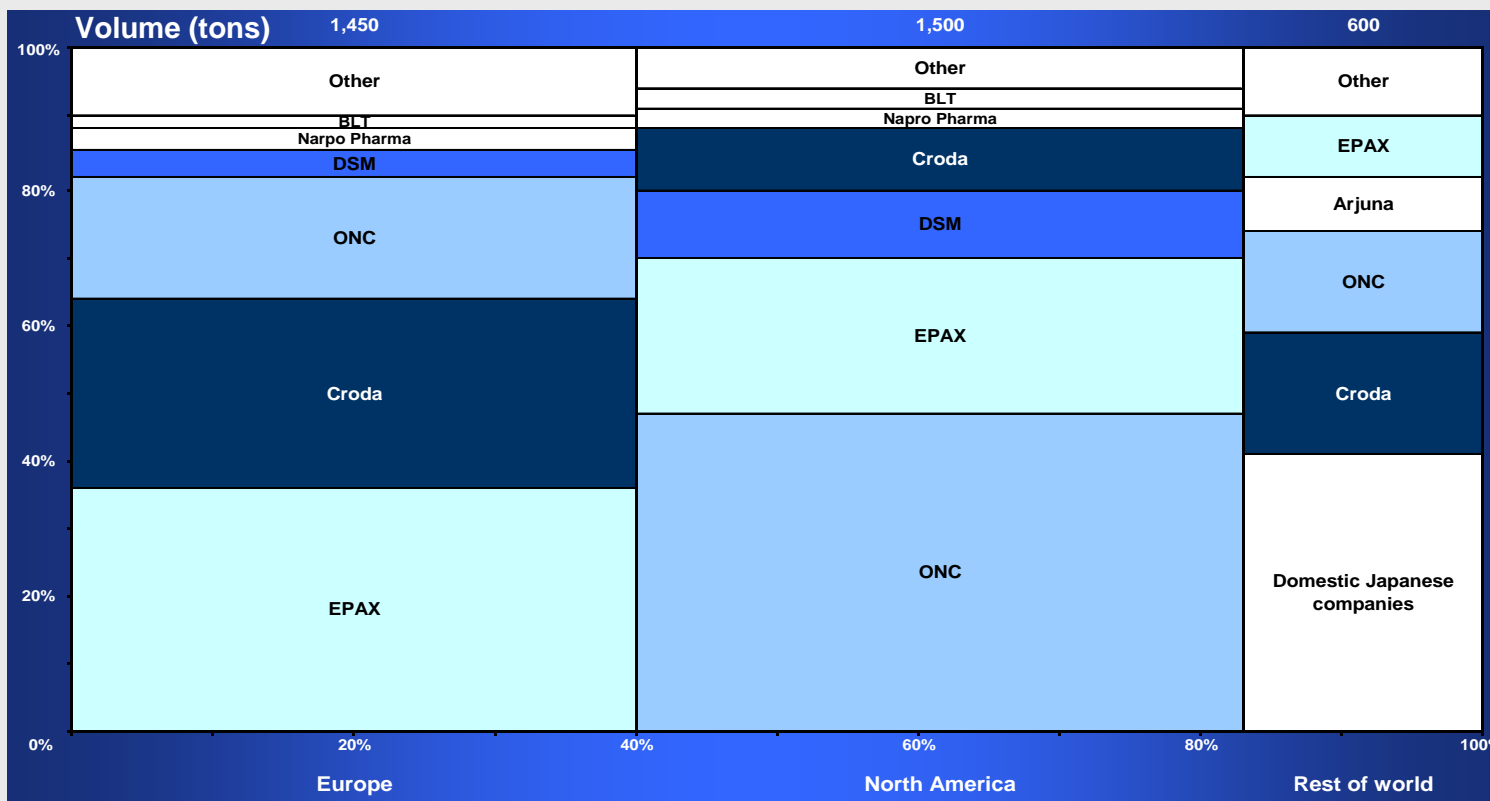 Volume (tons) 1,450 1,500 600
100%
80%
60%
40%
20%
0%
Other
BLT
Narpo Pharma
DSM
ONC
Croda
EPAX
Other
BLT
Napro Pharma
Croda
DSM
EPAX
ONC
Other
EPAX
Arjuna
ONC
Croda
Domestic Japanese
companies
20% 40% 60% 80% 100%
Europe North America Rest of world